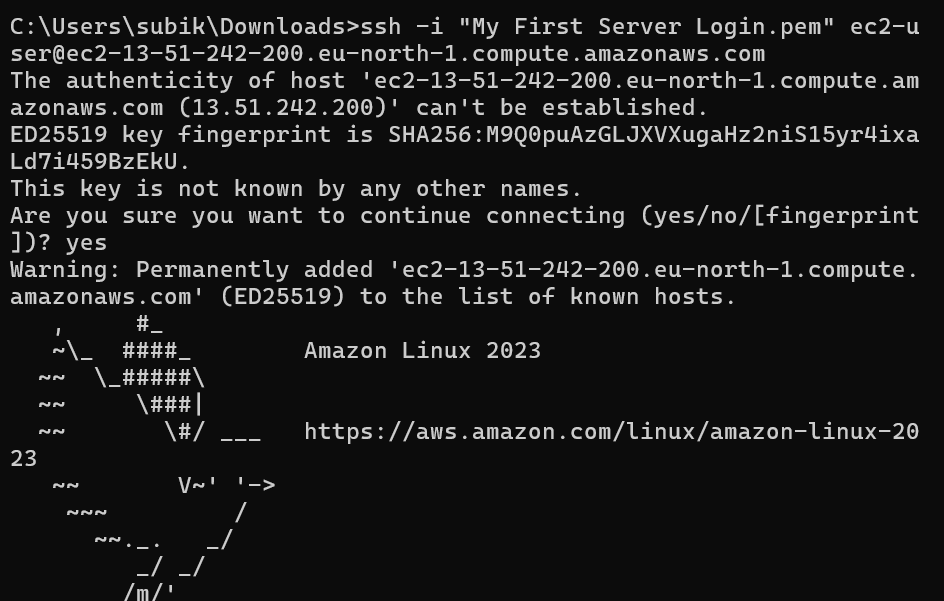 C:\Users\subik\Downloads>ssh -i "My First Server Login.pem" ec2-u
ser@ec2-13-51-242-200.eu-north-1.compute.amazonaws.com
The authenticity of host 'ec2-13-51-242-200.eu-north-1.compute.am
azonaws.com (13.51.242.200)' can't be established.
ED25519 key fingerprint is SHA256:M9Q0puAzGLJXVXugaHz2niS15yr4ixa
Ld7i459BzEkU.
This key is not known by any other names.
Are you sure you want to continue connecting (yes/no/[fingerprint
])? yes
Warning: Permanently added 'ec2-13-51-242-200.eu-north-1.compute.
amazonaws.com' (ED25519) to the list of known hosts.
   ,     #_
   ~\_  ####_        Amazon Linux 2023
  ~~  \_#####\
  ~~     \###|
  ~~       \#/ ___   https://aws.amazon.com/linux/amazon-linux-20
23
   ~~       V~' '->
    ~~~         /
      ~~._.   _/
         _/ _/
        /m/'